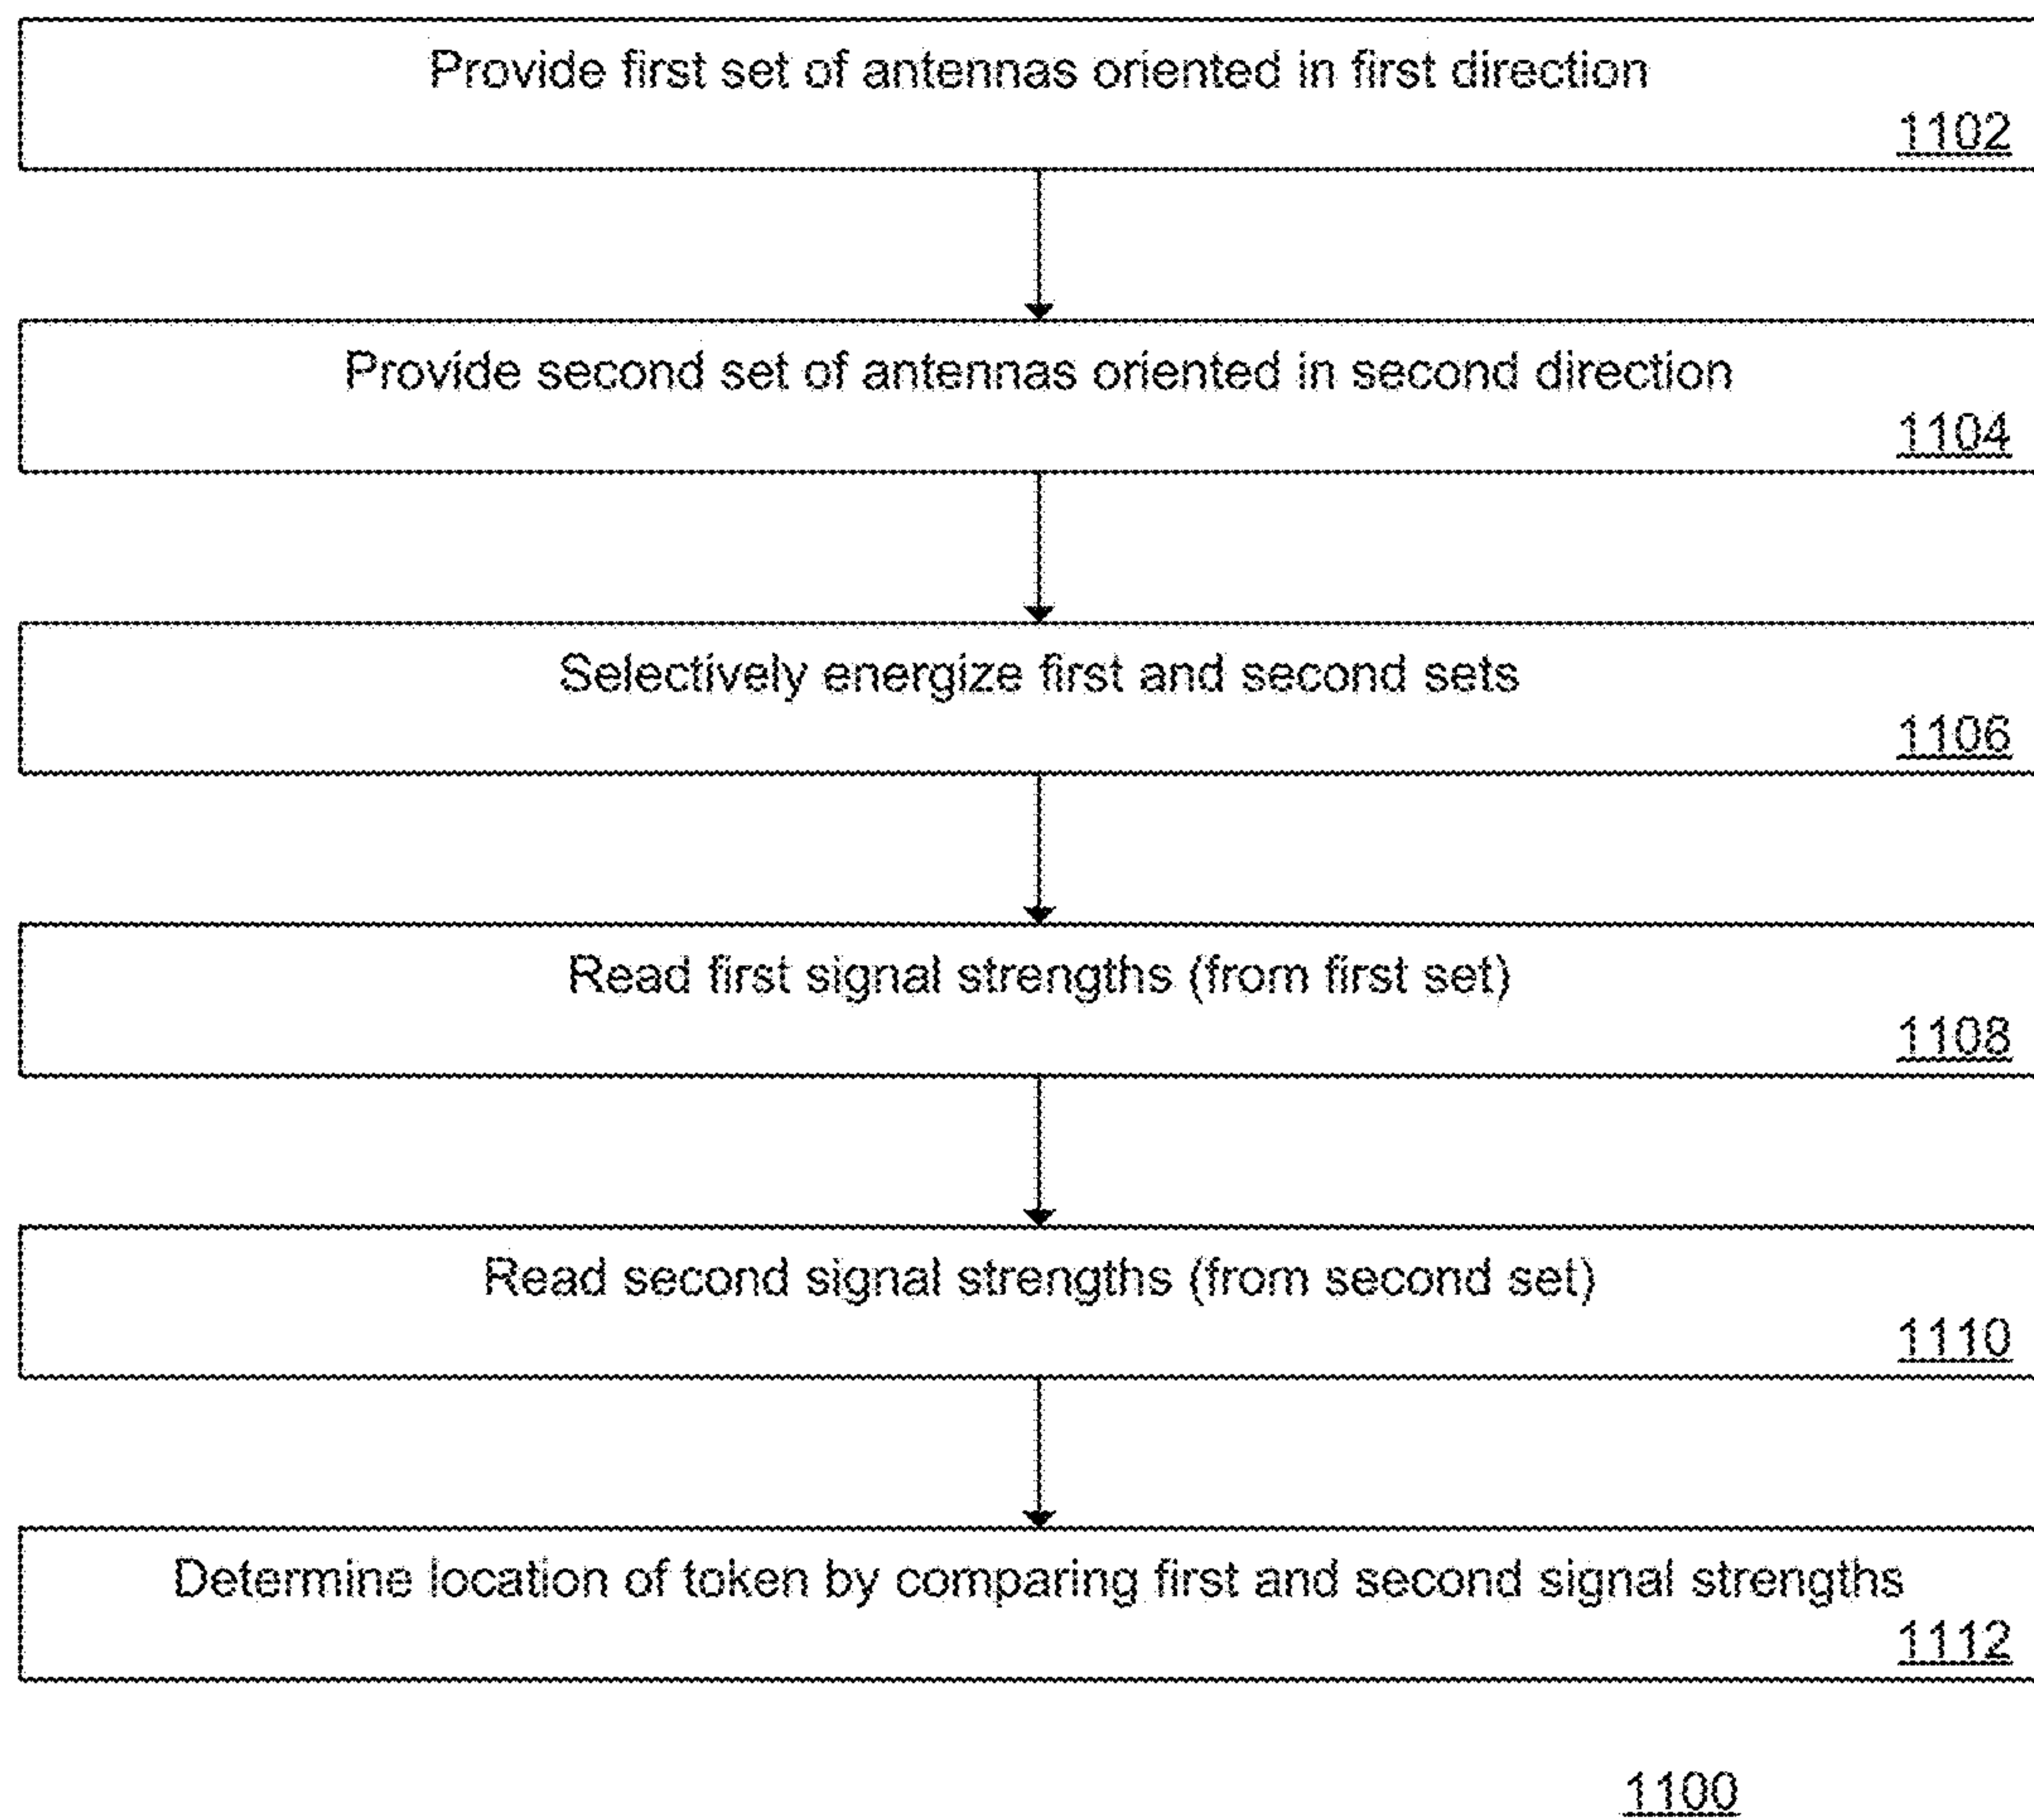 Provide first set of antennas oriented in first direction
1102
Provide second set of antennas oriented in second direction
1104
Selectively energize first and second sets
1106
Read first signal strengths (from first set)
1108
Read second signal strengths (from second set)
1110
Determine location of token by comparing first and second signal strengths
1112
1100